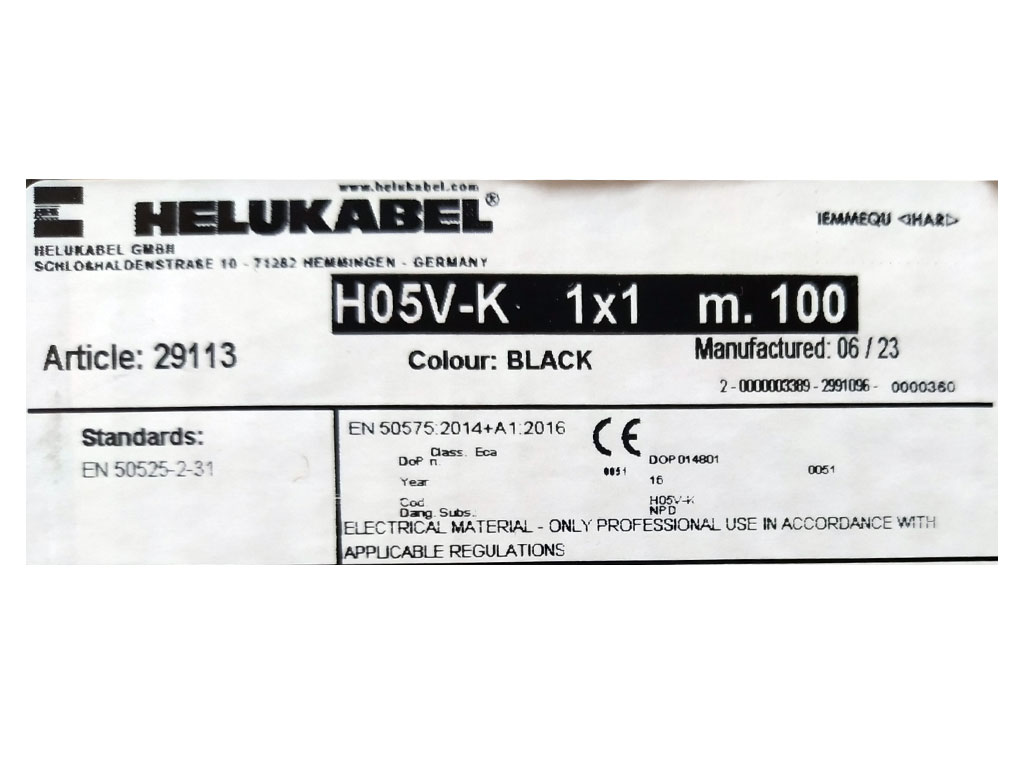 www.helukabel.com
HELUKABEL®
IEMMEQU <HAR>
HELUKABEL GMBH
SCHLOßHALDENSTRAßE 10 - 71282 HEMMINGEN - GERMANY
H05V-K 1x1 m. 100
Article: 29113
Colour: BLACK
Manufactured: 06 / 23
2 - 0000003389 - 2991096 - 0000360
Standards:
EN 50525-2-31
EN 50575:2014+A1:2016
CE
Class. Eca
DoP n. 0051 DOP014801 0051
Year 16
Cod H05V-K
Dang. Subs. NPD
ELECTRICAL MATERIAL - ONLY PROFESSIONAL USE IN ACCORDANCE WITH
APPLICABLE REGULATIONS